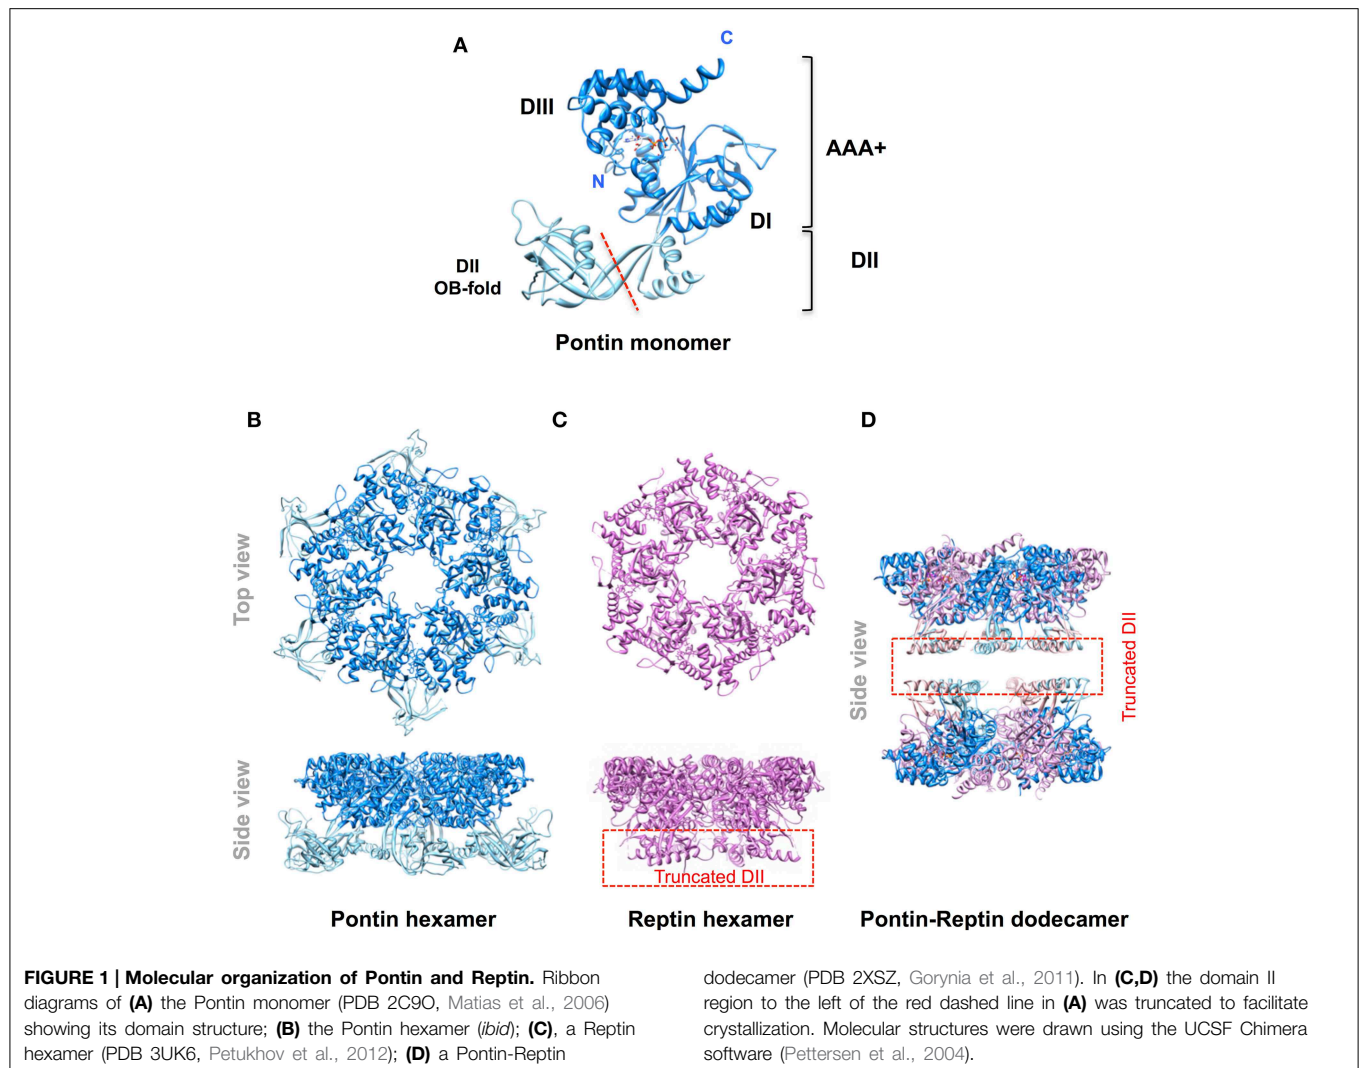 A
C
DIII
AAA+
N
DI
DII
DII
OB-fold
Pontin monomer
B
C
D
Top view
Side view
Truncated DII
Side view
Truncated DII
Pontin hexamer
Reptin hexamer
Pontin-Reptin dodecamer
FIGURE 1 | Molecular organization of Pontin and Reptin. Ribbon
diagrams of (A) the Pontin monomer (PDB 2C9O, Matias et al., 2006)
showing its domain structure; (B) the Pontin hexamer (ibid); (C), a Reptin
hexamer (PDB 3UK6, Petukhov et al., 2012); (D) a Pontin-Reptin
dodecamer (PDB 2XSZ, Gorynia et al., 2011). In (C,D) the domain II
region to the left of the red dashed line in (A) was truncated to facilitate
crystallization. Molecular structures were drawn using the UCSF Chimera
software (Pettersen et al., 2004).